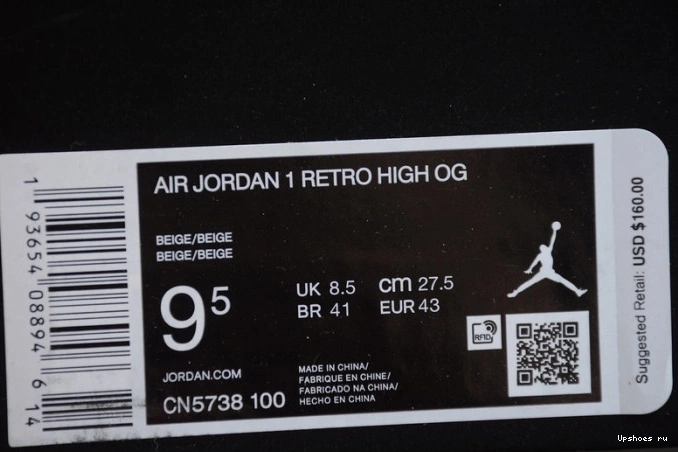 1 93654 08894 6 14
AIR JORDAN 1 RETRO HIGH OG
BEIGE/BEIGE
BEIGE/BEIGE
9⁵
UK 8.5 cm 27.5
BR 41 EUR 43
JORDAN.COM
CN5738 100
MADE IN CHINA/
FABRIQUE EN CHINE/
FABRICADO NA CHINA/
HECHO EN CHINA
RFID
Suggested Retail: USD $160.00
Upshoes ru